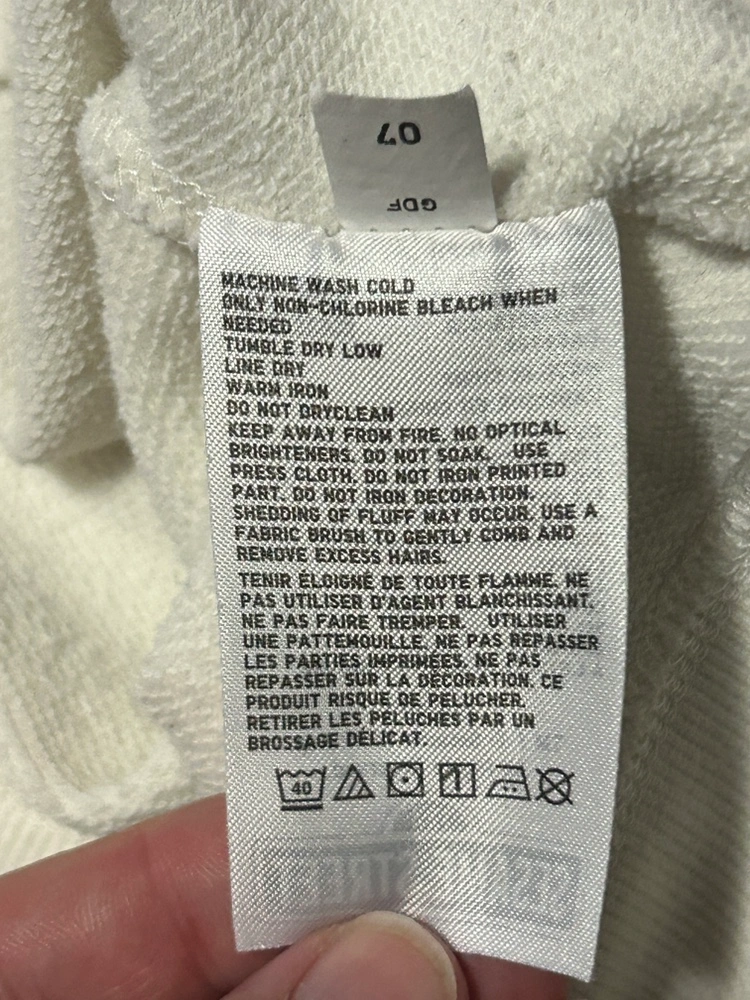 07
GDF
MACHINE WASH COLD
ONLY NON-CHLORINE BLEACH WHEN
NEEDED
TUMBLE DRY LOW
LINE DRY
WARM IRON
DO NOT DRYCLEAN
KEEP AWAY FROM FIRE. NO OPTICAL
BRIGHTENERS. DO NOT SOAK. USE
PRESS CLOTH. DO NOT IRON PRINTED
PART. DO NOT IRON DECORATION.
SHEDDING OF FLUFF MAY OCCUR. USE A
FABRIC BRUSH TO GENTLY COMB AND
REMOVE EXCESS HAIRS.
TENIR ÉLOIGNÉ DE TOUTE FLAMME. NE
PAS UTILISER D'AGENT BLANCHISSANT.
NE PAS FAIRE TREMPER. UTILISER
UNE PATTEMOUILLE. NE PAS REPASSER
LES PARTIES IMPRIMÉES. NE PAS
REPASSER SUR LA DÉCORATION. CE
PRODUIT RISQUE DE PELUCHER.
RETIRER LES PELUCHES PAR UN
BROSSAGE DÉLICAT.
40